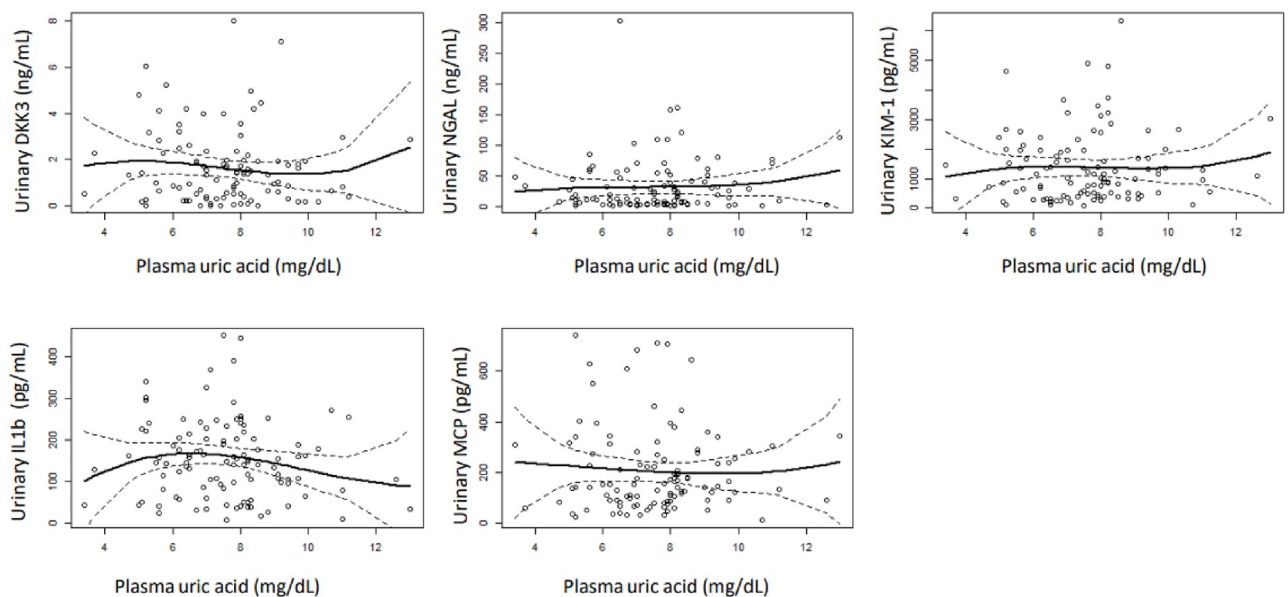 Urinary DKK3 (ng/mL)
8
6
4
2
0
4 6 8 10 12
Plasma uric acid (mg/dL)
Urinary NGAL (ng/mL)
300
250
200
150
100
50
0
4 6 8 10 12
Plasma uric acid (mg/dL)
Urinary KIM-1 (pg/mL)
5000
3000
1000
0
4 6 8 10 12
Plasma uric acid (mg/dL)
Urinary IL1b (pg/mL)
400
300
200
100
0
4 6 8 10 12
Plasma uric acid (mg/dL)
Urinary MCP (pg/mL)
600
400
200
0
4 6 8 10 12
Plasma uric acid (mg/dL)